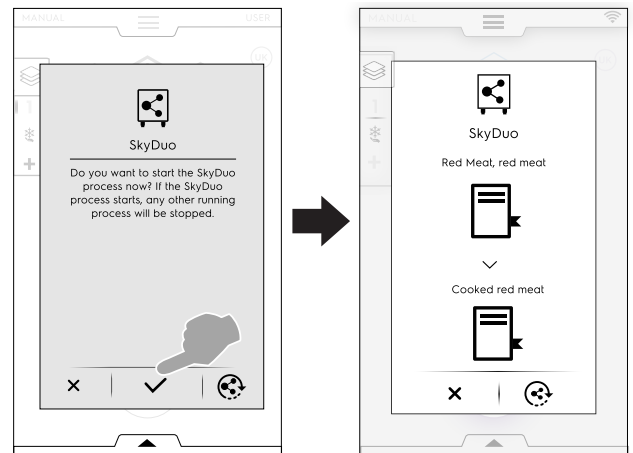 MANUAL
USER
SkyDuo
Do you want to start the SkyDuo
process now? If the SkyDuo
process starts, any other running
process will be stopped.
MANUAL
1
SkyDuo
Red Meat, red meat
Cooked red meat